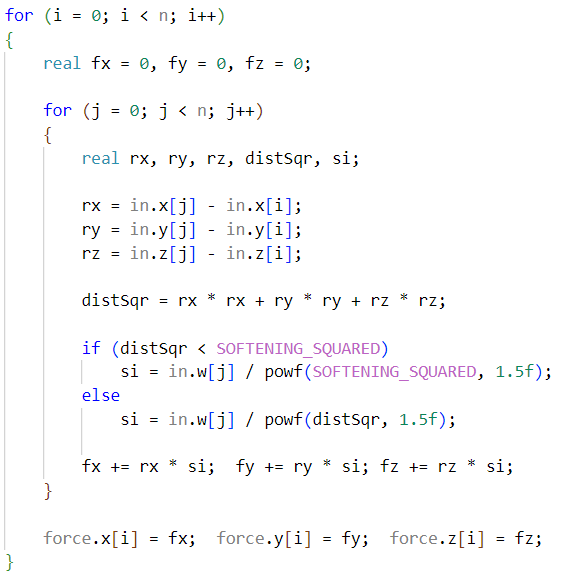 for (i = 0; i < n; i++)
{
    real fx = 0, fy = 0, fz = 0;

    for (j = 0; j < n; j++)
    {
        real rx, ry, rz, distSqr, si;

        rx = in.x[j] - in.x[i];
        ry = in.y[j] - in.y[i];
        rz = in.z[j] - in.z[i];

        distSqr = rx * rx + ry * ry + rz * rz;

        if (distSqr < SOFTENING_SQUARED)
            si = in.w[j] / powf(SOFTENING_SQUARED, 1.5f);
        else
            si = in.w[j] / powf(distSqr, 1.5f);

        fx += rx * si;  fy += ry * si; fz += rz * si;
    }

    force.x[i] = fx;  force.y[i] = fy;  force.z[i] = fz;
}